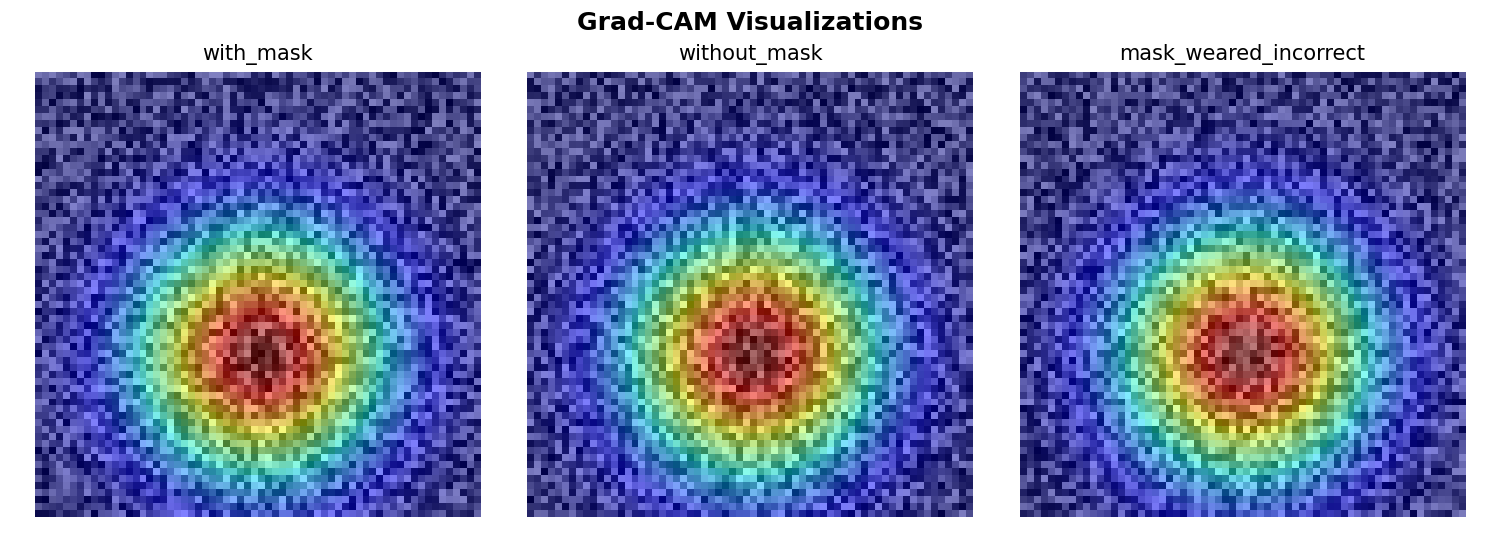 Grad-CAM Visualizations
with_mask
without_mask
mask_weared_incorrect